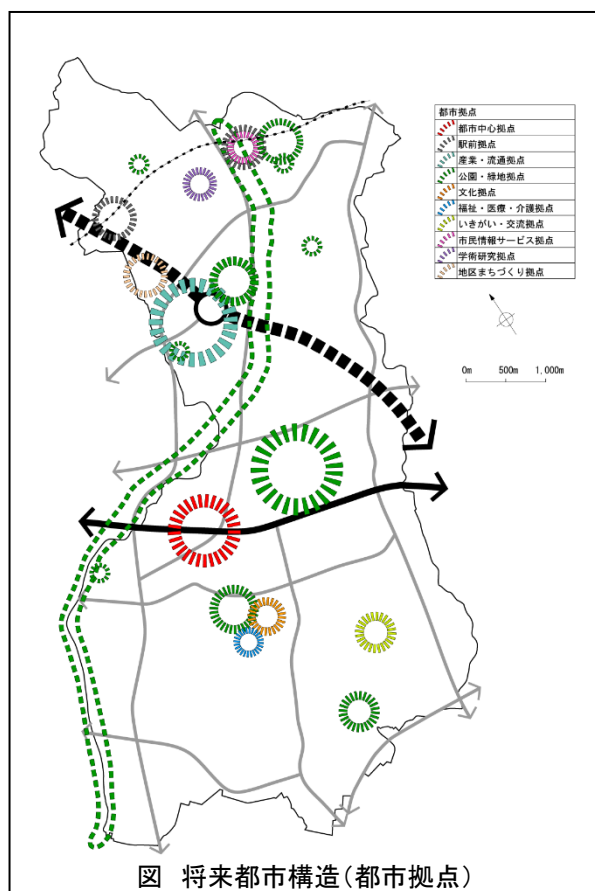 都市拠点
都市中心拠点
駅前拠点
産業・流通拠点
公園・緑地拠点
文化拠点
福祉・医療・介護拠点
いきがい・交流拠点
市民情報サービス拠点
学術研究拠点
地区まちづくり拠点
0m 500m 1,000m
図 将来都市構造(都市拠点)